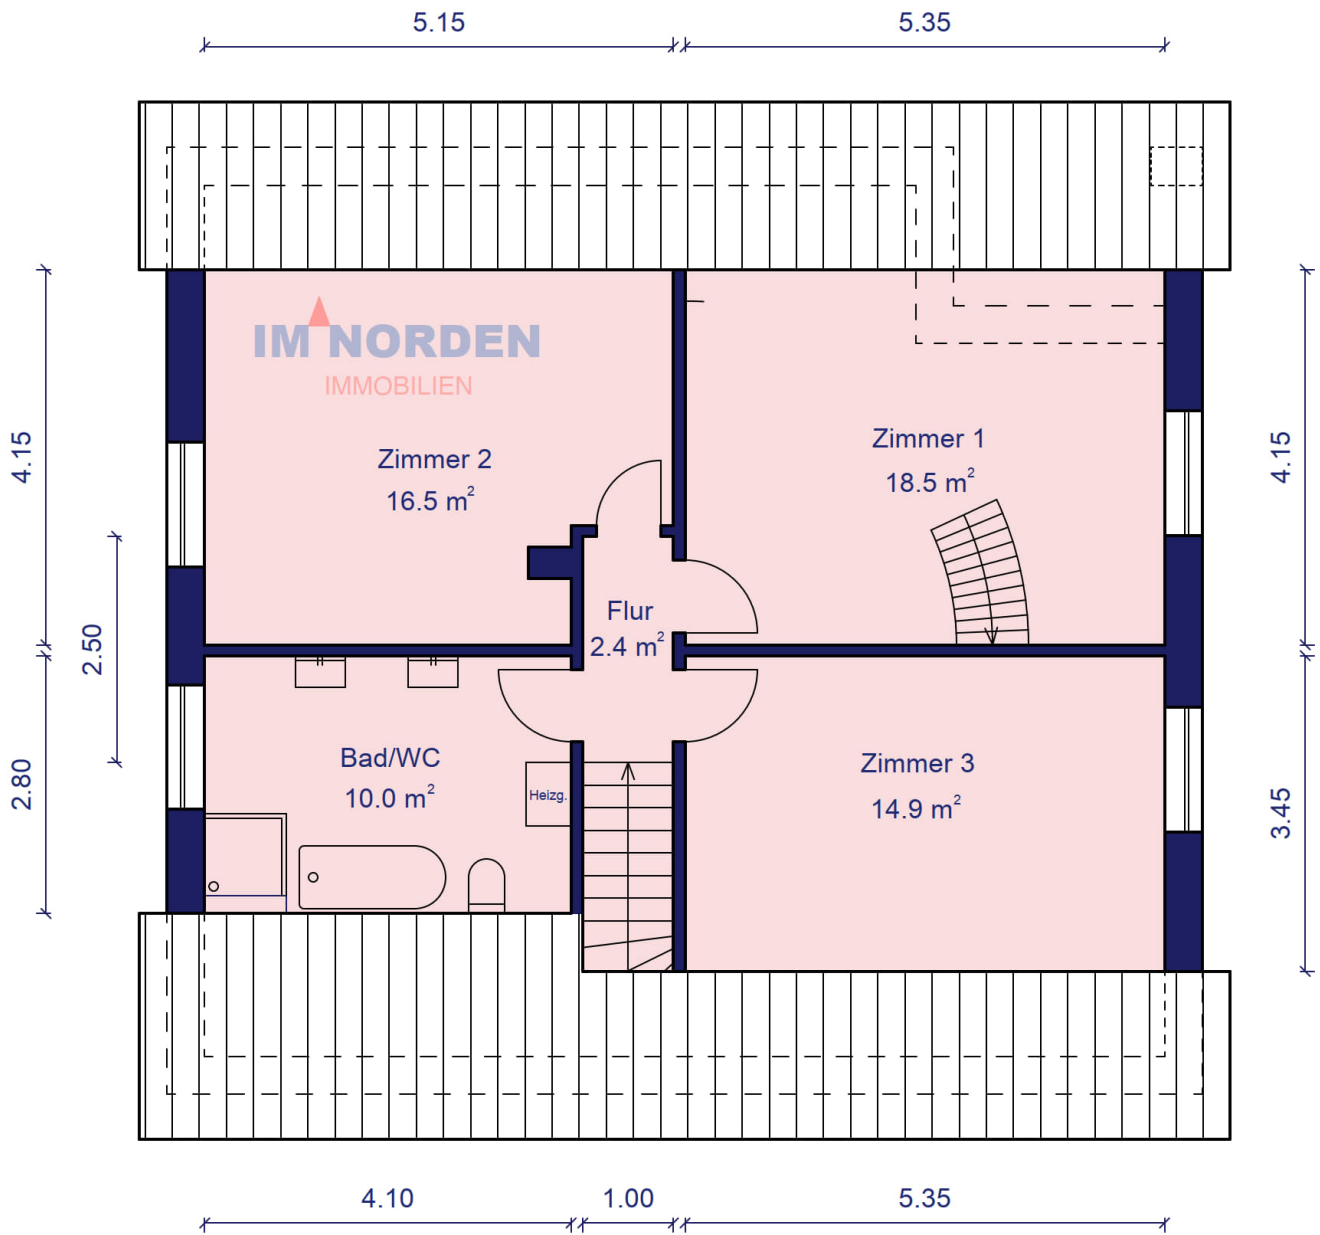 5.15
5.35
IM NORDEN
IMMOBILIEN
Zimmer 2
16.5 m²
Zimmer 1
18.5 m²
4.15
4.15
Flur
2.4 m²
2.50
Bad/WC
10.0 m²
Heizg.
Zimmer 3
14.9 m²
2.80
3.45
4.10
1.00
5.35